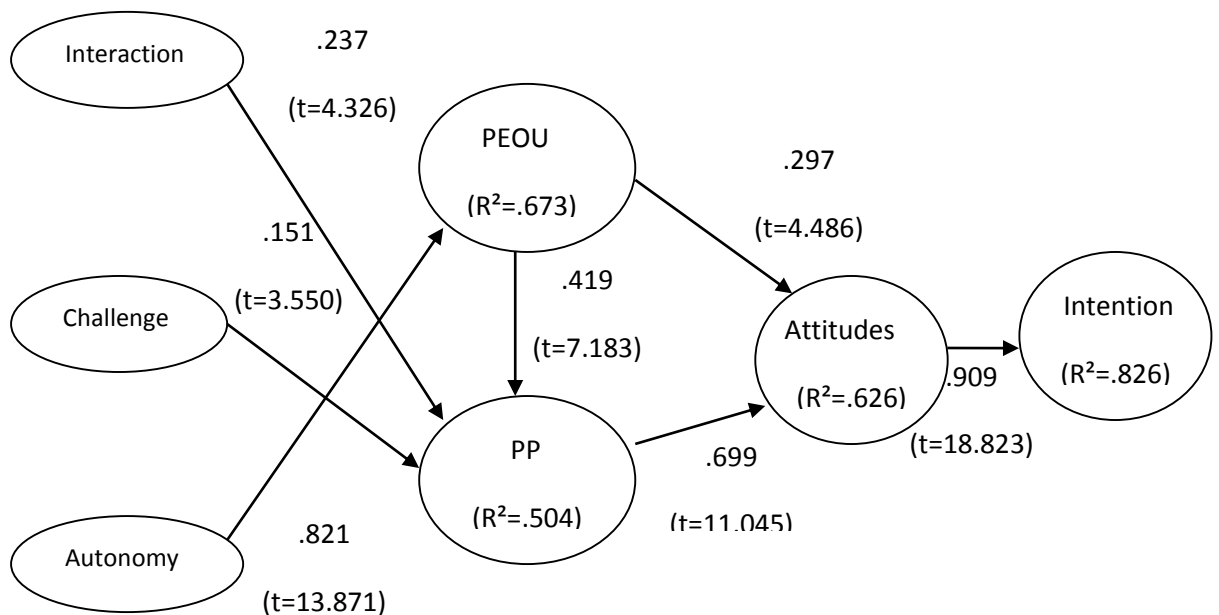 Interaction
.237
(t=4.326)
PEOU
(R²=.673)
.297
(t=4.486)
.151
(t=3.550)
Challenge
.419
(t=7.183)
Attitudes
(R²=.626)
Intention
(R²=.826)
.909
(t=18.823)
PP
(R²=.504)
.699
(t=11.045)
Autonomy
.821
(t=13.871)